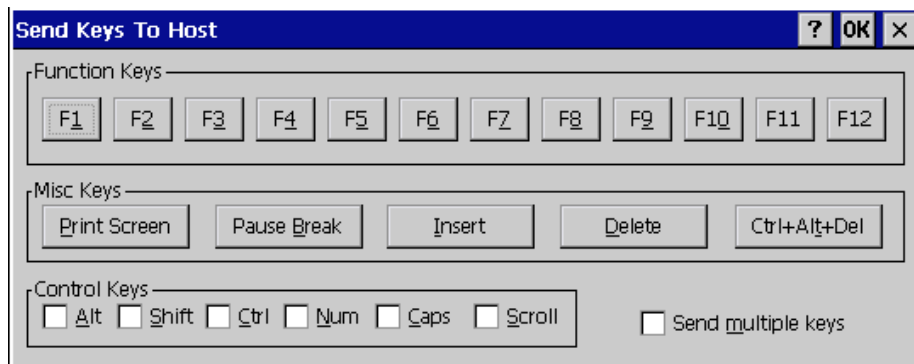 Send Keys To Host ? OK ×
Function Keys
F1 F2 F3 F4 F5 F6 F7 F8 F9 F10 F11 F12
Misc Keys
Print Screen Pause Break Insert Delete Ctrl+Alt+Del
Control Keys
Alt Shift Ctrl Num Caps Scroll Send multiple keys